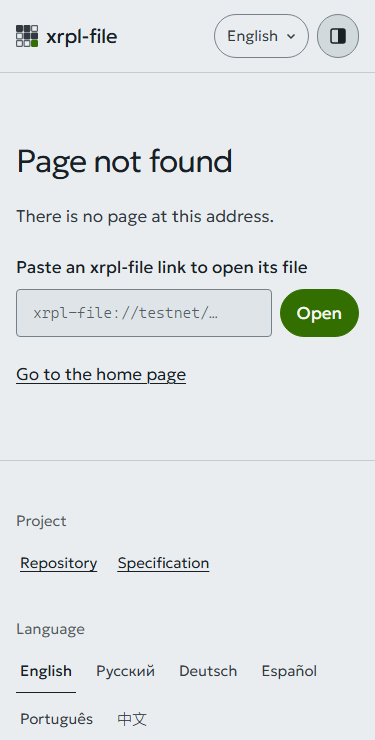 xrpl-file
English
Page not found
There is no page at this address.
Paste an xrpl-file link to open its file
xrpl-file://testnet/…
Open
Go to the home page
Project
Repository Specification
Language
English Русский Deutsch Español
Português 中文